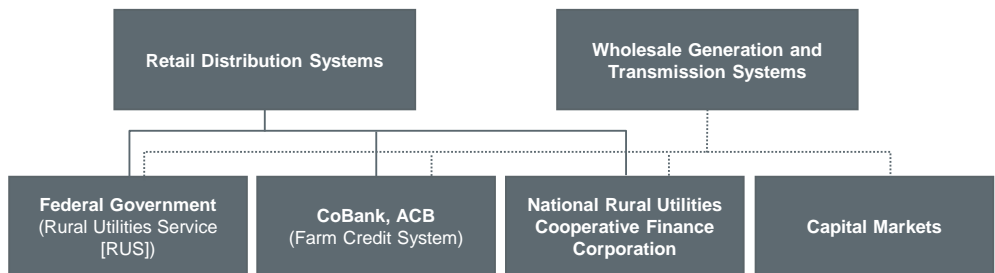 Retail Distribution Systems
Wholesale Generation and
Transmission Systems
Federal Government
(Rural Utilities Service
[RUS])
CoBank, ACB
(Farm Credit System)
National Rural Utilities
Cooperative Finance
Corporation
Capital Markets